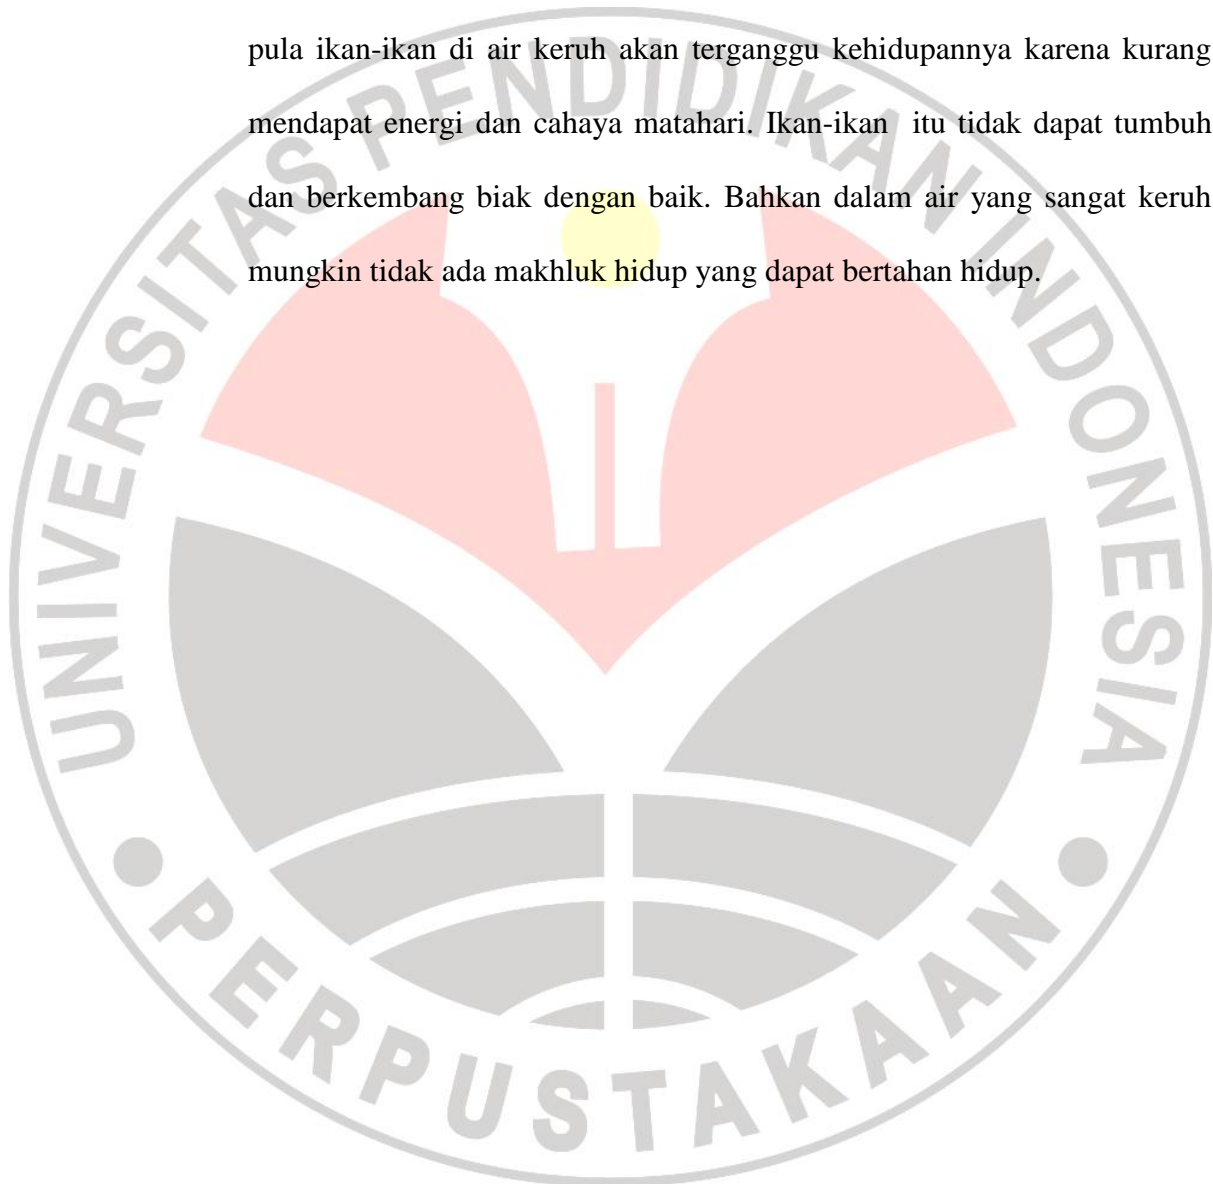 pula ikan-ikan di air keruh akan terganggu kehidupannya karena kurang
mendapat energi dan cahaya matahari. Ikan-ikan itu tidak dapat tumbuh
dan berkembang biak dengan baik. Bahkan dalam air yang sangat keruh
mungkin tidak ada makhluk hidup yang dapat bertahan hidup.
UNIVERSITAS PENDIDIKAN INDONESIA
PERPUSTAKAAN